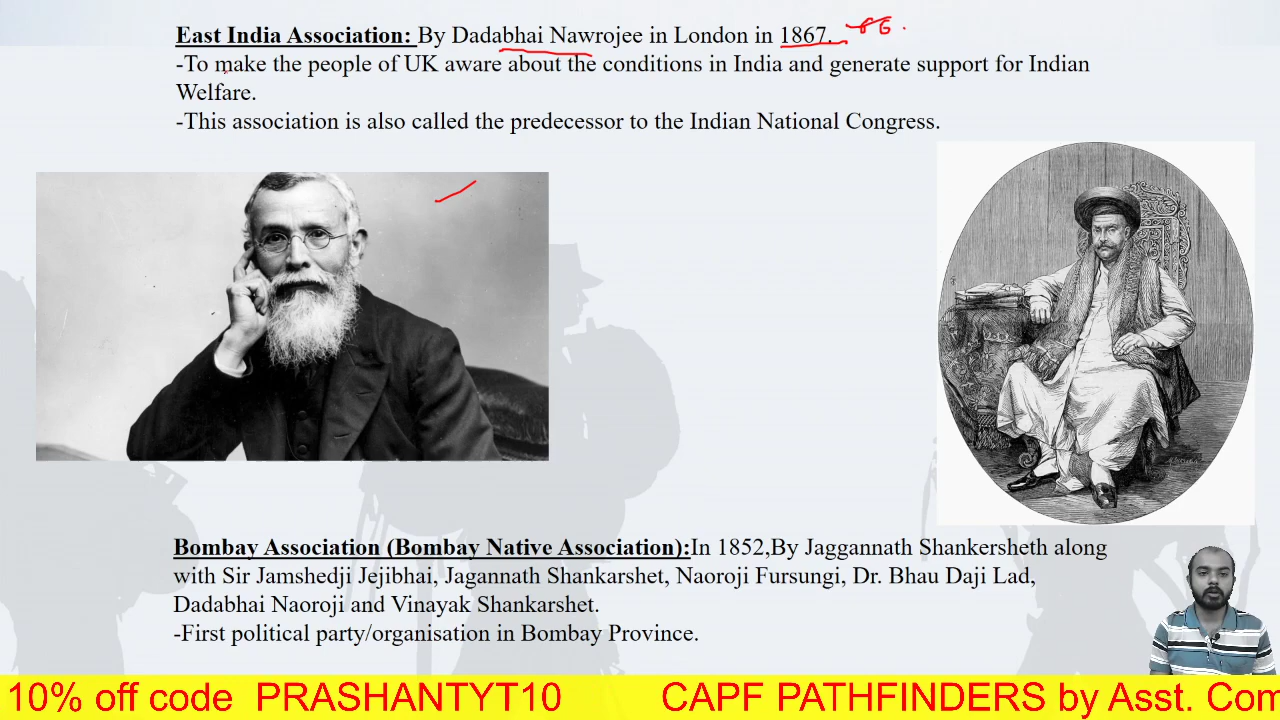 East India Association: By Dadabhai Nawrojee in London in 1867. 66.
-To make the people of UK aware about the conditions in India and generate support for Indian
Welfare.
-This association is also called the predecessor to the Indian National Congress.
Bombay Association (Bombay Native Association):In 1852,By Jaggannath Shankersheth along
with Sir Jamshedji Jejibhai, Jagannath Shankarshet, Naoroji Fursungi, Dr. Bhau Daji Lad,
Dadabhai Naoroji and Vinayak Shankarshet.
-First political party/organisation in Bombay Province.
10% off code PRASHANTYT10 CAPF PATHFINDERS by Asst. Com